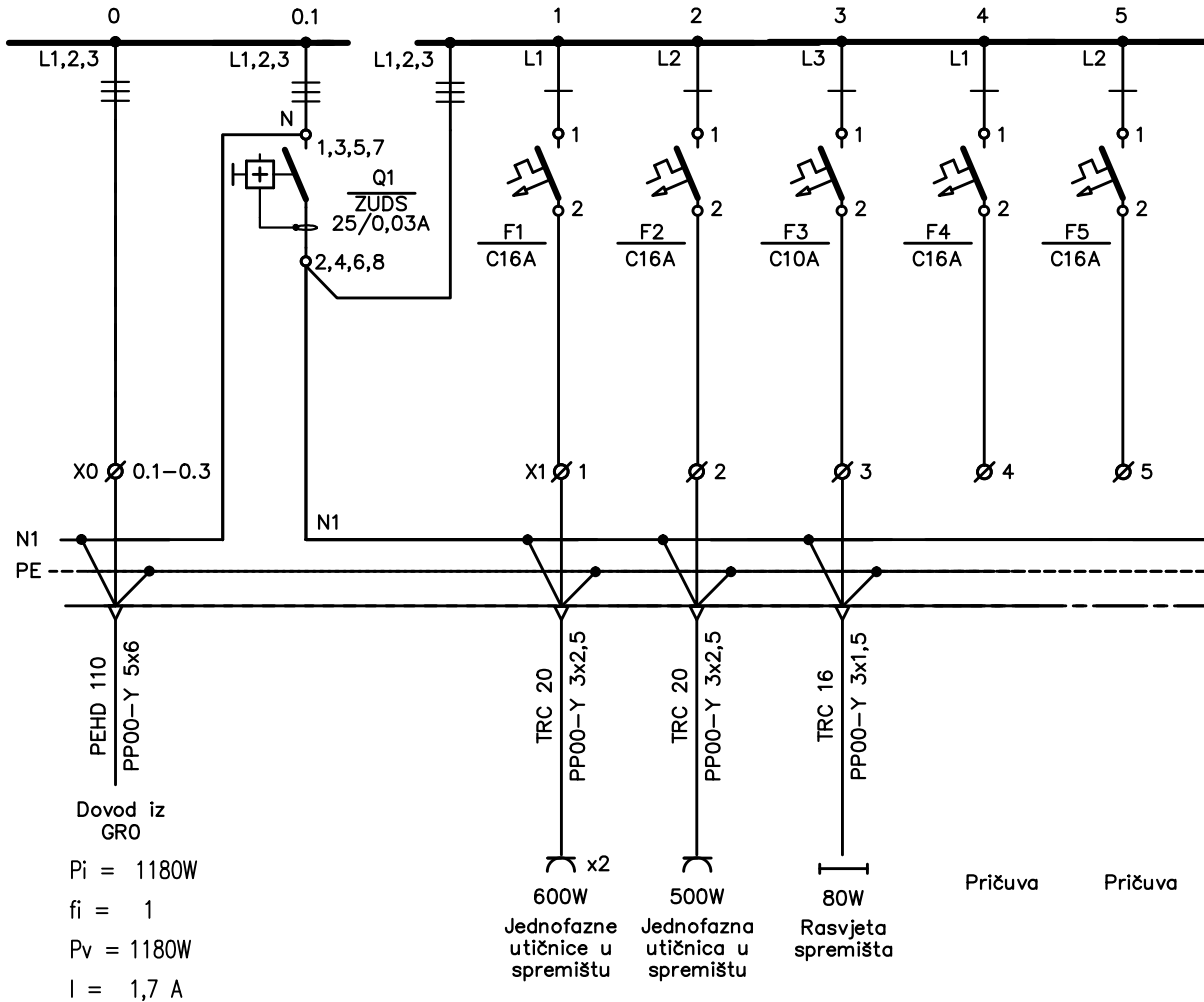 0
0.1
1
2
3
4
5
L1,2,3
L1,2,3
L1,2,3
L1
L2
L3
L1
L2
N
1,3,5,7
1
1
1
1
1
Q1
ZUDS
25/0,03A
2,4,6,8
2
2
2
2
2
F1
C16A
F2
C16A
F3
C10A
F4
C16A
F5
C16A
X0
0.1-0.3
X1
1
2
3
4
5
N1
N1
PE
PEHD 110
PP00-Y 5x6
TRC 20
PP00-Y 3x2,5
TRC 20
PP00-Y 3x2,5
TRC 16
PP00-Y 3x1,5
Dovod iz
GRO
Pi = 1180W
fi = 1
Pv = 1180W
I = 1,7 A
x2
600W
Jednofazne
utičnice u
spremištu
500W
Jednofazna
utičnica u
spremištu
80W
Rasvjeta
spremišta
Pričuva
Pričuva